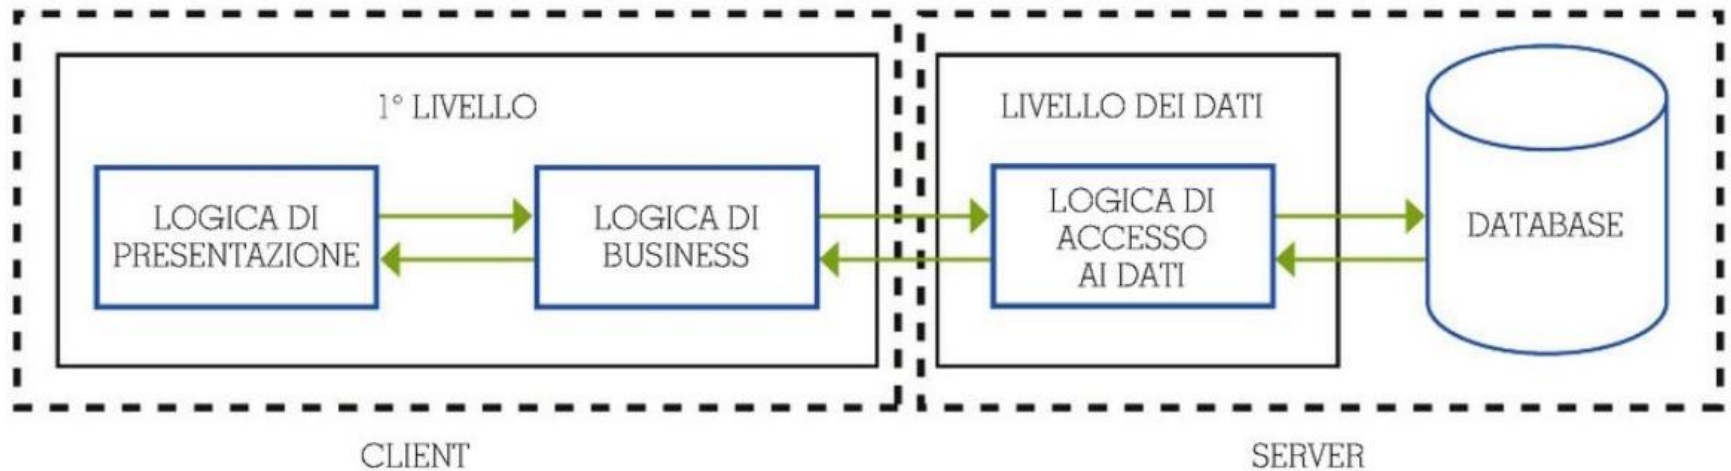 1° LIVELLO
LOGICA DI
PRESENTAZIONE
LOGICA DI
BUSINESS
LIVELLO DEI DATI
LOGICA DI
ACCESSO
AI DATI
DATABASE
CLIENT
SERVER